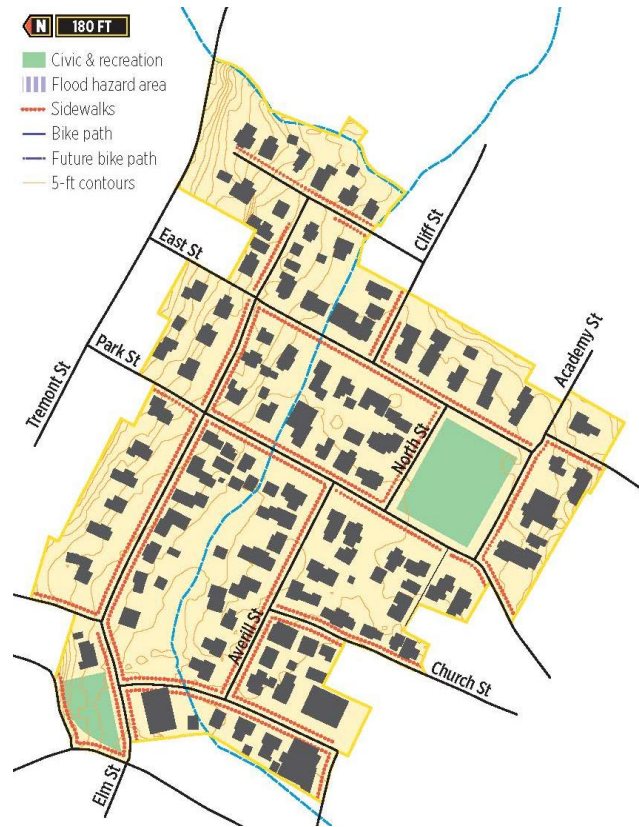 N 180 FT
Civic & recreation
Flood hazard area
Sidewalks
Bike path
Future bike path
5-ft contours
Cliff St
East St
Academy St
Park St
Tremont St
North St
Averill St
Church St
Elm St